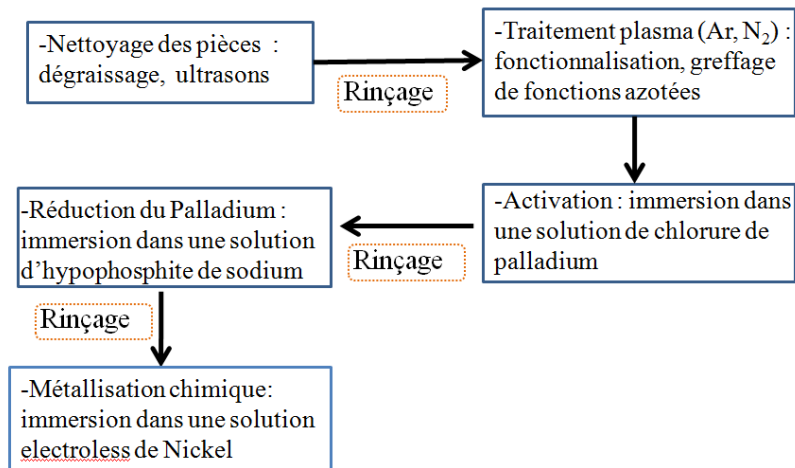 -Nettoyage des pièces :
dégraissage, ultrasons
Rinçage
-Traitement plasma (Ar, N₂) :
fonctionnalisation, greffage
de fonctions azotées
-Activation : immersion dans
une solution de chlorure de
palladium
Rinçage
-Réduction du Palladium :
immersion dans une solution
d’hypophosphite de sodium
Rinçage
-Métallisation chimique:
immersion dans une solution
electroless de Nickel